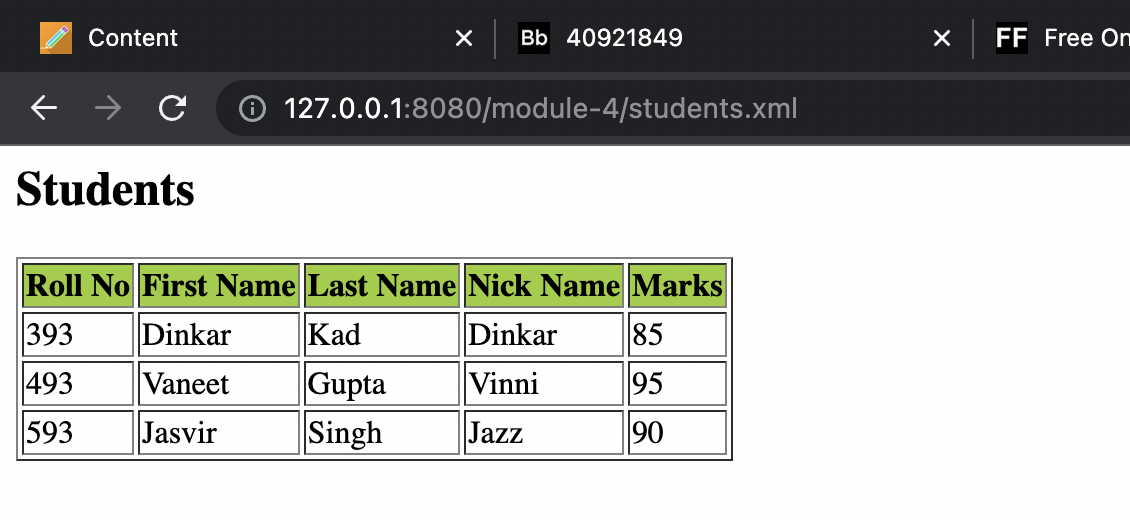 Content Bb 40921849 FF Free On
127.0.0.1:8080/module-4/students.xml
Students
Roll No First Name Last Name Nick Name Marks
393 Dinkar Kad Dinkar 85
493 Vaneet Gupta Vinni 95
593 Jasvir Singh Jazz 90